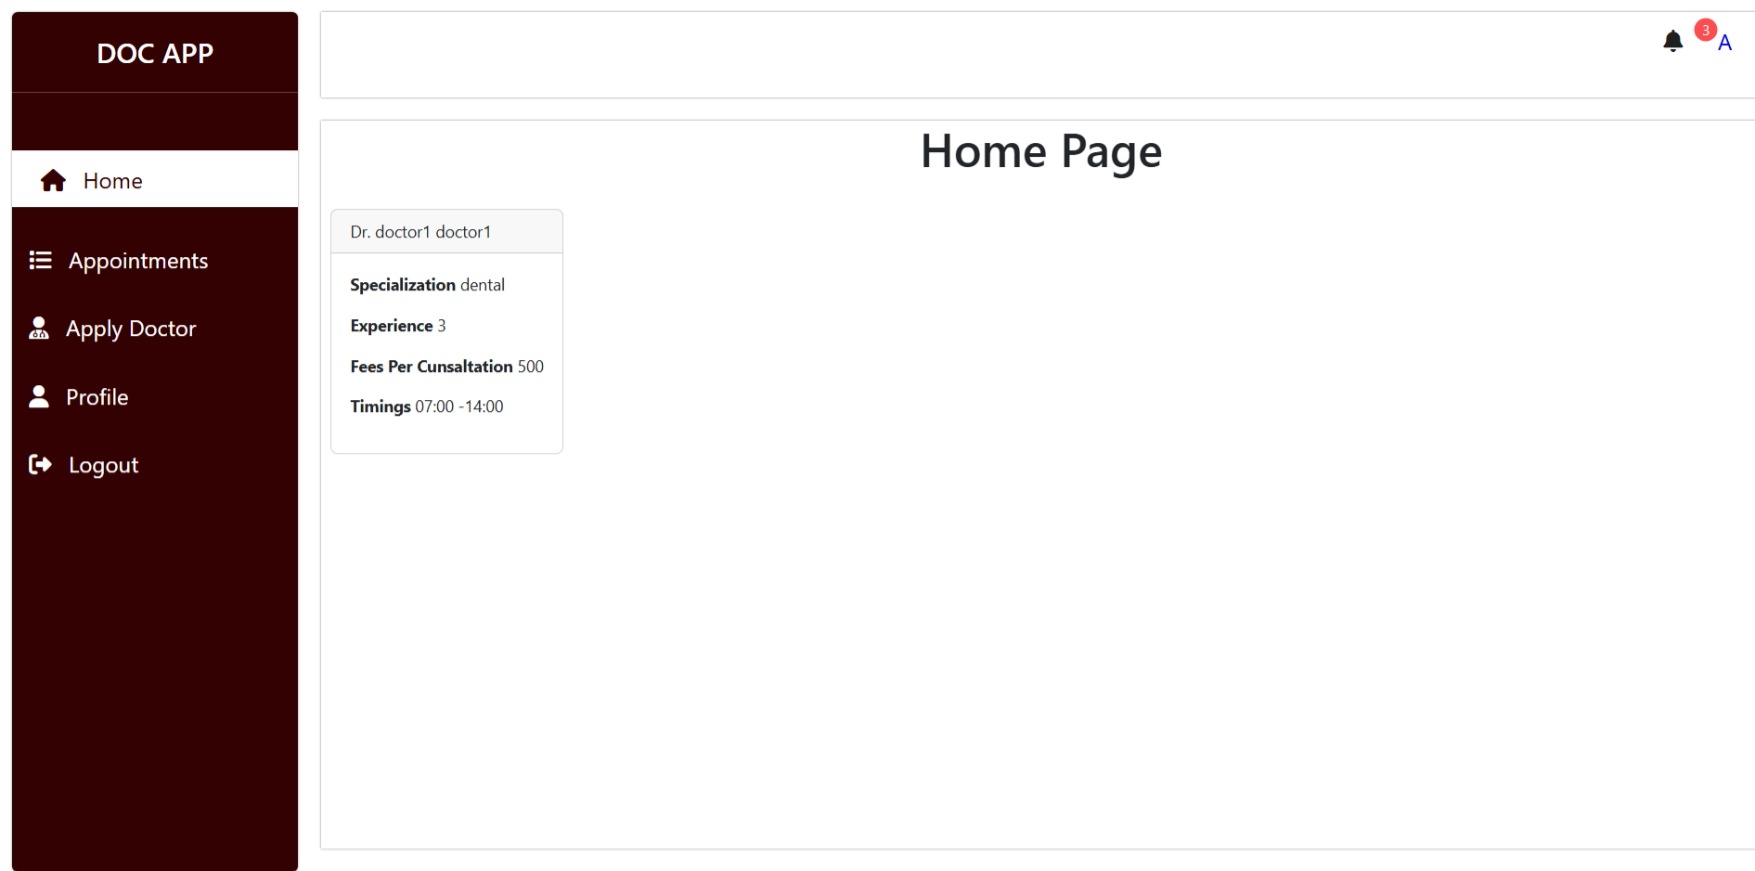 DOC APP
Home
Appointments
Apply Doctor
Profile
Logout
3
A
Home Page
Dr. doctor1 doctor1
Specialization dental
Experience 3
Fees Per Cunsaltation 500
Timings 07:00 -14:00